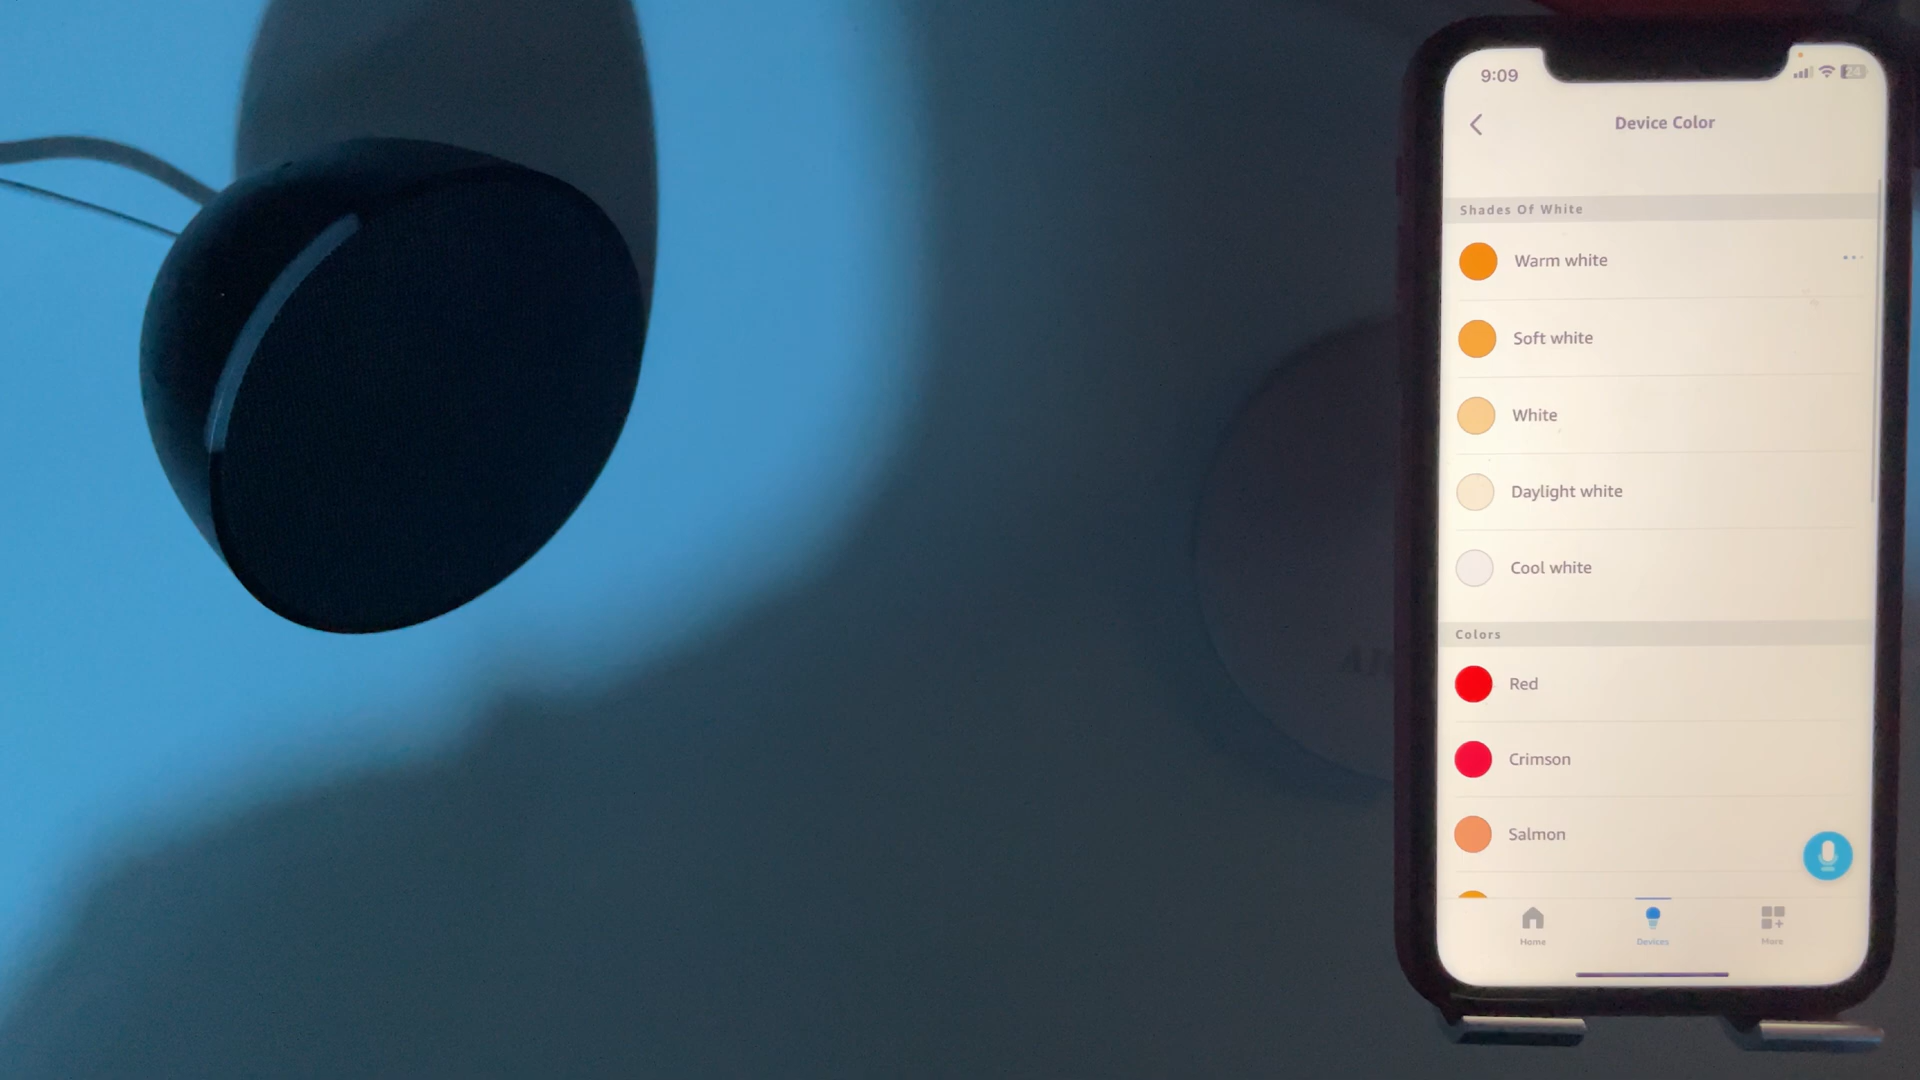 9:09
24
Device Color
Shades Of White
Warm white
Soft white
White
Daylight white
Cool white
Colors
Red
Crimson
Salmon
Home
Devices
More